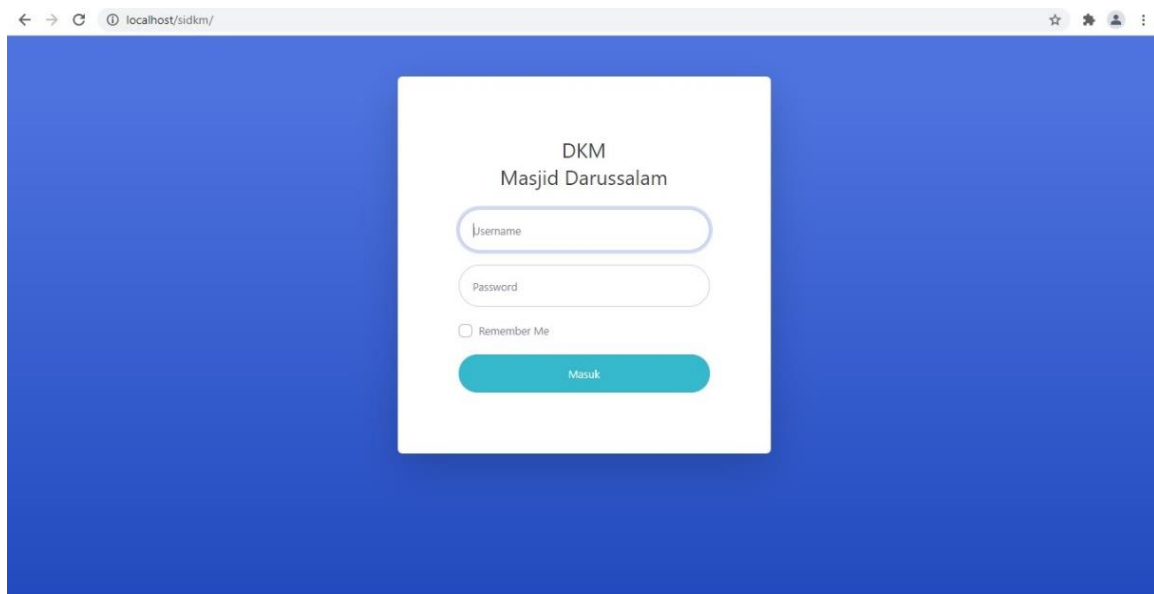 localhost/sidkm/
DKM
Masjid Darussalam
Username
Password
Remember Me
Masuk